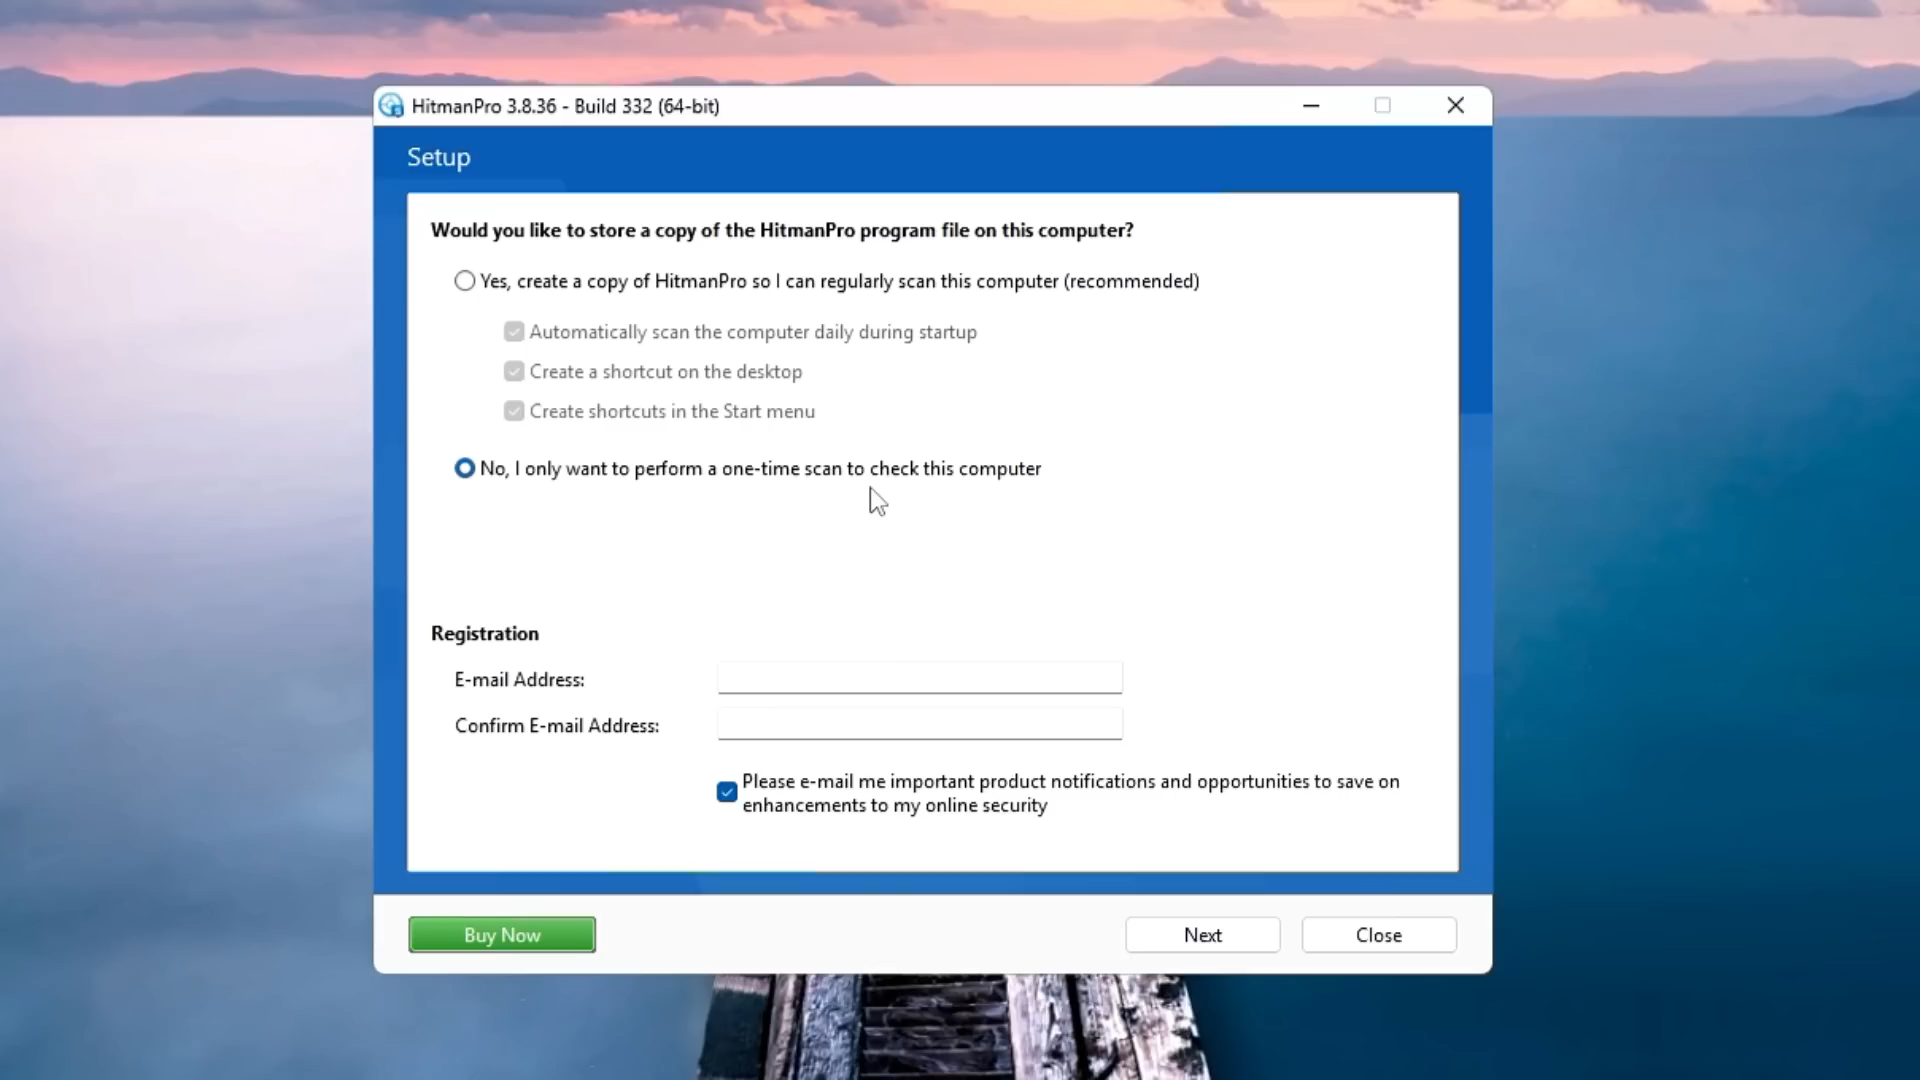 HitmanPro 3.8.36 - Build 332 (64-bit)
Setup
Would you like to store a copy of the HitmanPro program file on this computer?
Yes, create a copy of HitmanPro so I can regularly scan this computer (recommended)
Automatically scan the computer daily during startup
Create a shortcut on the desktop
Create shortcuts in the Start menu
No, I only want to perform a one-time scan to check this computer
Registration
E-mail Address:
Confirm E-mail Address:
Please e-mail me important product notifications and opportunities to save on
enhancements to my online security
Buy Now
Next
Close